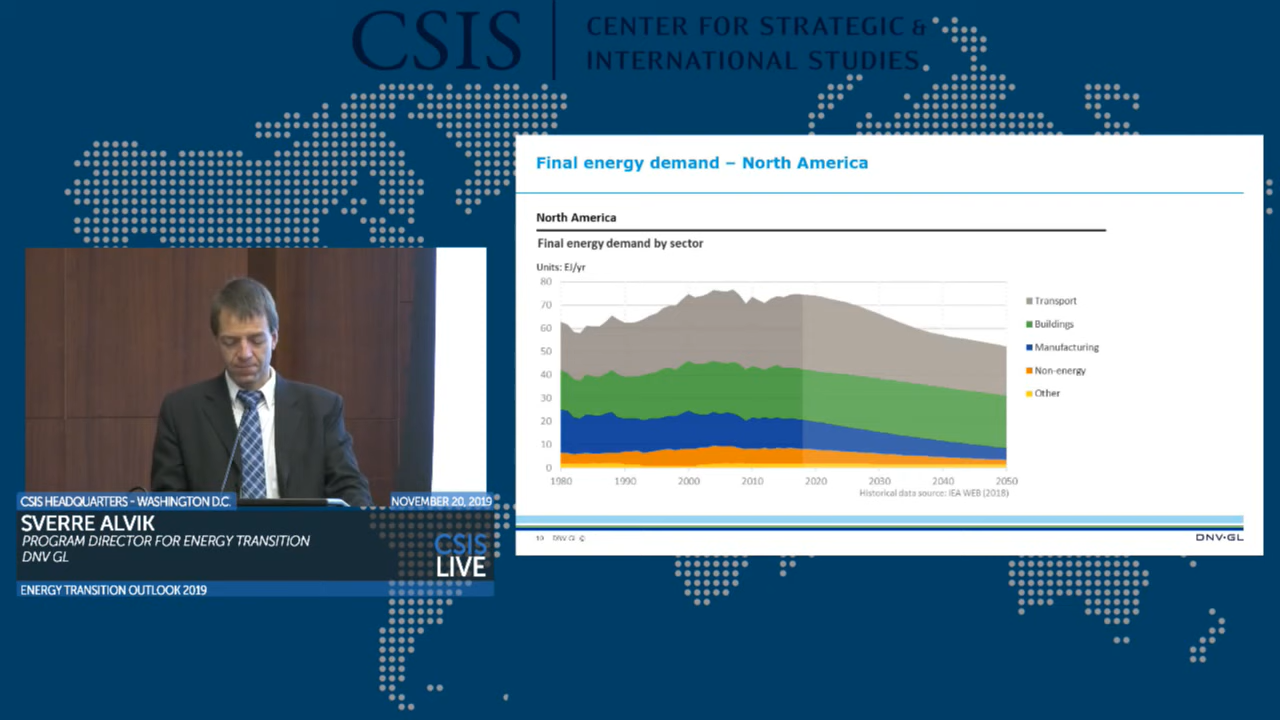 CSIS
CENTER FOR STRATEGIC &
INTERNATIONAL STUDIES
Final energy demand – North America
North America
Final energy demand by sector
Units: EJ/yr
80
70
60
50
40
30
20
10
0
1980 1990 2000 2010 2020 2030 2040 2050
Transport
Buildings
Manufacturing
Non-energy
Other
Historical data source: IEA WEB (2018)
DNV GL ©
DNV·GL
CSIS HEADQUARTERS - WASHINGTON D.C.
NOVEMBER 20, 2019
SVERRE ALVIK
PROGRAM DIRECTOR FOR ENERGY TRANSITION
DNV GL
CSIS
LIVE
ENERGY TRANSITION OUTLOOK 2019